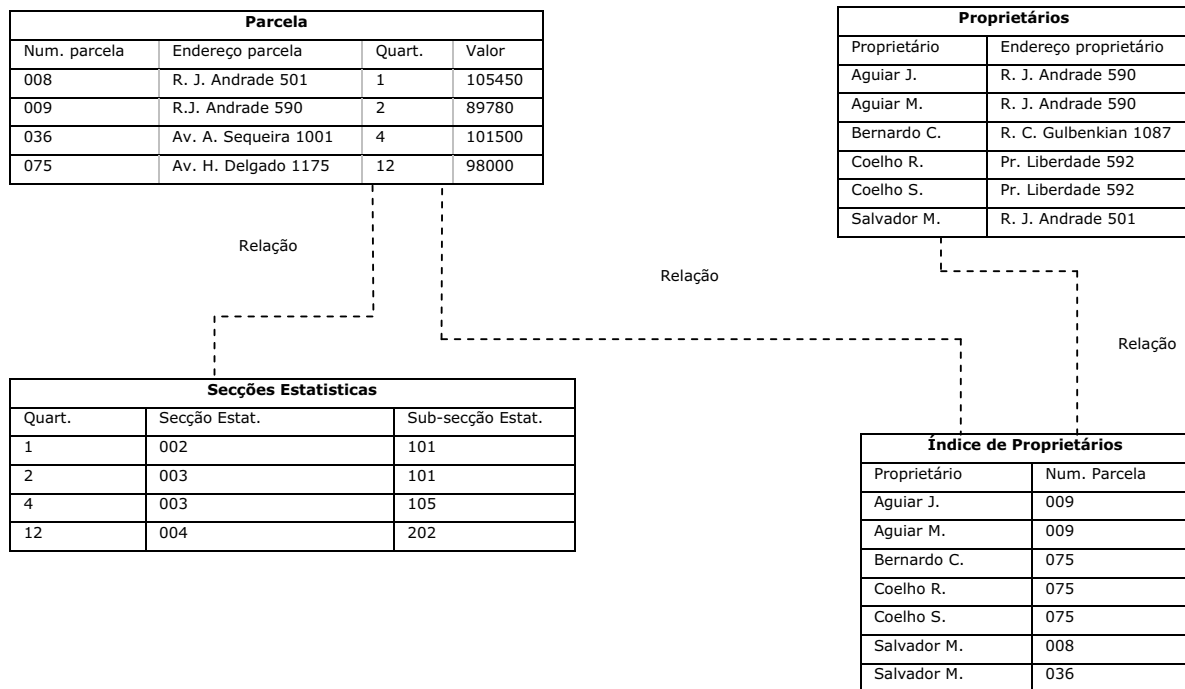 Parcela
Num. parcela Endereço parcela Quart. Valor
008 R. J. Andrade 501 1 105450
009 R.J. Andrade 590 2 89780
036 Av. A. Sequeira 1001 4 101500
075 Av. H. Delgado 1175 12 98000
Proprietários
Proprietário Endereço proprietário
Aguiar J. R. J. Andrade 590
Aguiar M. R. J. Andrade 590
Bernardo C. R. C. Gulbenkian 1087
Coelho R. Pr. Liberdade 592
Coelho S. Pr. Liberdade 592
Salvador M. R. J. Andrade 501
Relação
Relação
Relação
Secções Estatisticas
Quart. Secção Estat. Sub-secção Estat.
1 002 101
2 003 101
4 003 105
12 004 202
Índice de Proprietários
Proprietário Num. Parcela
Aguiar J. 009
Aguiar M. 009
Bernardo C. 075
Coelho R. 075
Coelho S. 075
Salvador M. 008
Salvador M. 036